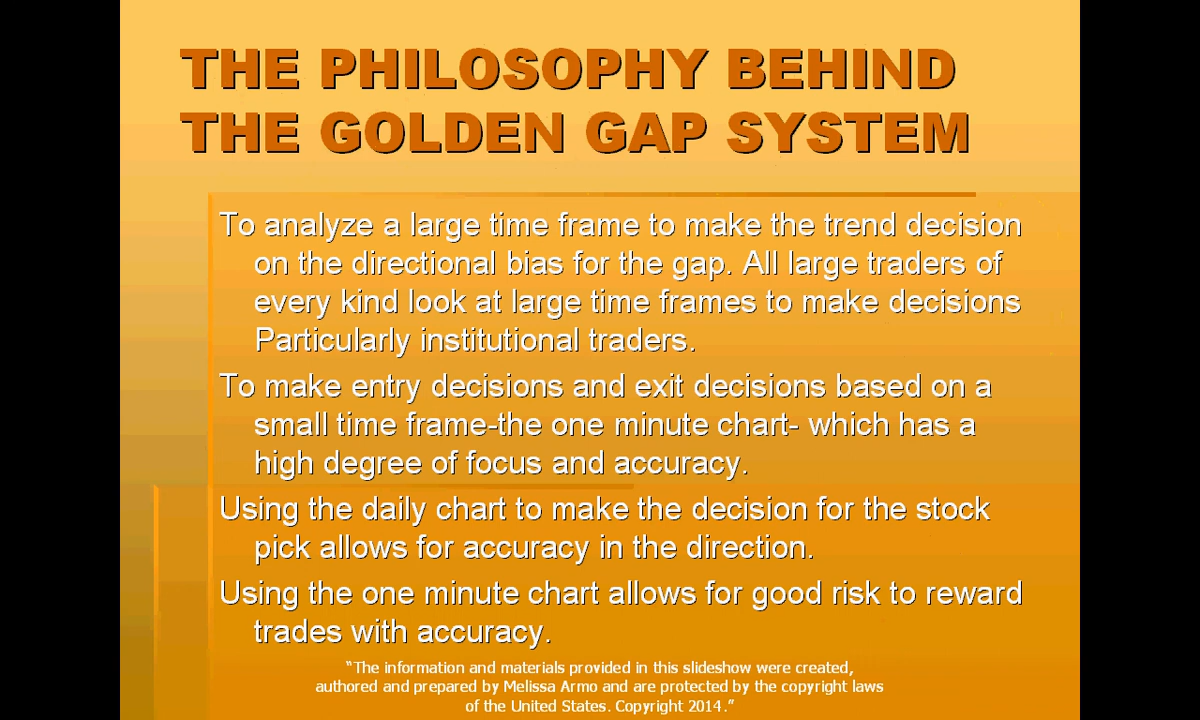 THE PHILOSOPHY BEHIND
THE GOLDEN GAP SYSTEM
To analyze a large time frame to make the trend decision
on the directional bias for the gap. All large traders of
every kind look at large time frames to make decisions
Particularly institutional traders.
To make entry decisions and exit decisions based on a
small time frame-the one minute chart- which has a
high degree of focus and accuracy.
Using the daily chart to make the decision for the stock
pick allows for accuracy in the direction.
Using the one minute chart allows for good risk to reward
trades with accuracy.
“The information and materials provided in this slideshow were created,
authored and prepared by Melissa Armo and are protected by the copyright laws
of the United States. Copyright 2014.”